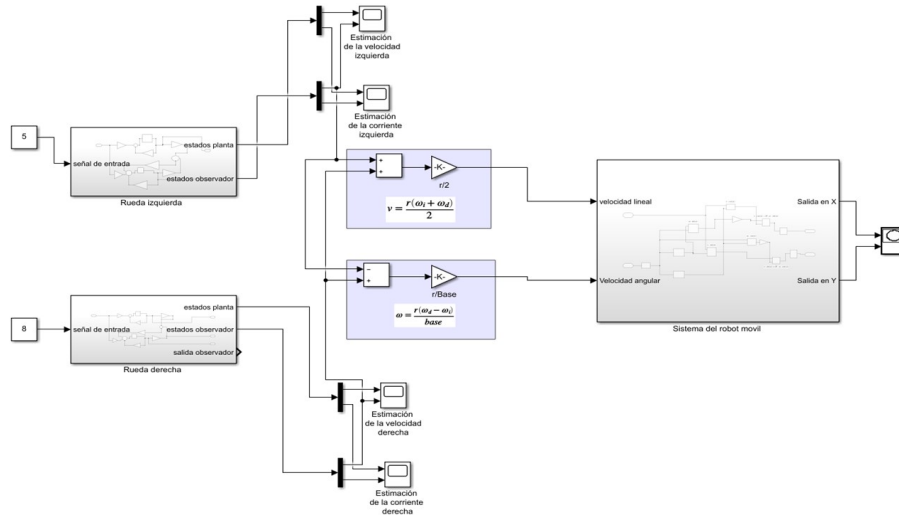 Estimación
de la velocidad
izquierda
Estimación
de la corriente
izquierda
5
señal de entrada
estados planta
estados observador
Rueda izquierda
+
+
-K-
r/2
v = r(ωi + ωd) / 2
−
+
-K-
r/Base
ω = r(ωd − ωi) / base
velocidad lineal
Velocidad angular
Salida en X
Salida en Y
Sistema del robot movil
8
señal de entrada
estados planta
estados observador
salida observador
Rueda derecha
Estimación
de la velocidad
derecha
Estimación
de la corriente
derecha